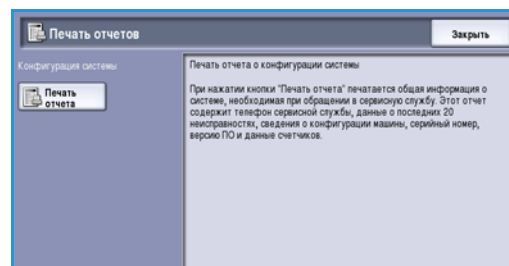 Печать отчетов
Закрыть
Конфигурация системы
Печать
отчета
Печать отчета о конфигурации системы
При нажатии кнопки "Печать отчета" печатается общая информация о
системе, необходимая при обращении в сервисную службу. Этот отчет
содержит телефон сервисной службы, данные о последних 20
неисправностях, сведения о конфигурации машины, серийный номер,
версию ПО и данные счетчиков.